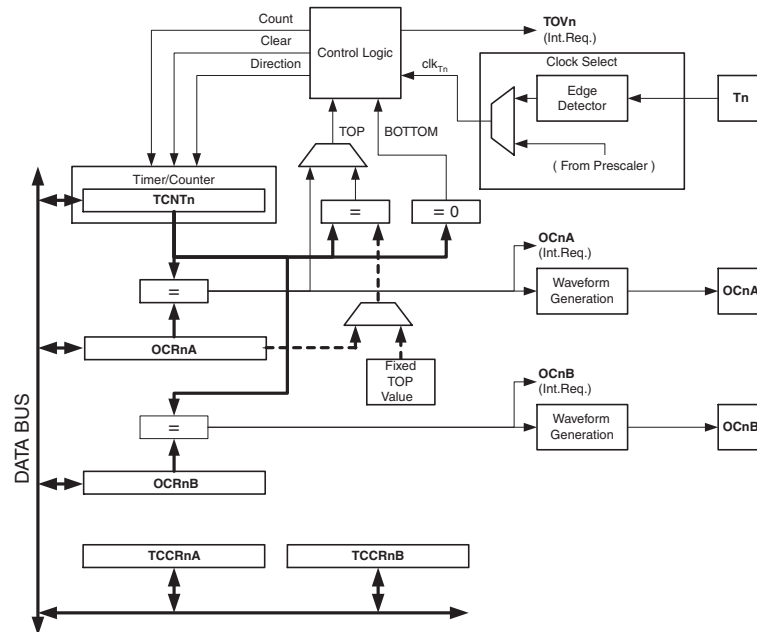 Count
TOVn
(Int.Req.)
Clear
Control Logic
Direction
clkTn
Clock Select
Edge
Detector
Tn
( From Prescaler )
TOP
BOTTOM
Timer/Counter
TCNTn
=
= 0
OCnA
(Int.Req.)
=
Waveform
Generation
OCnA
OCRnA
Fixed
TOP
Value
OCnB
(Int.Req.)
=
Waveform
Generation
OCnB
OCRnB
DATA BUS
TCCRnA
TCCRnB